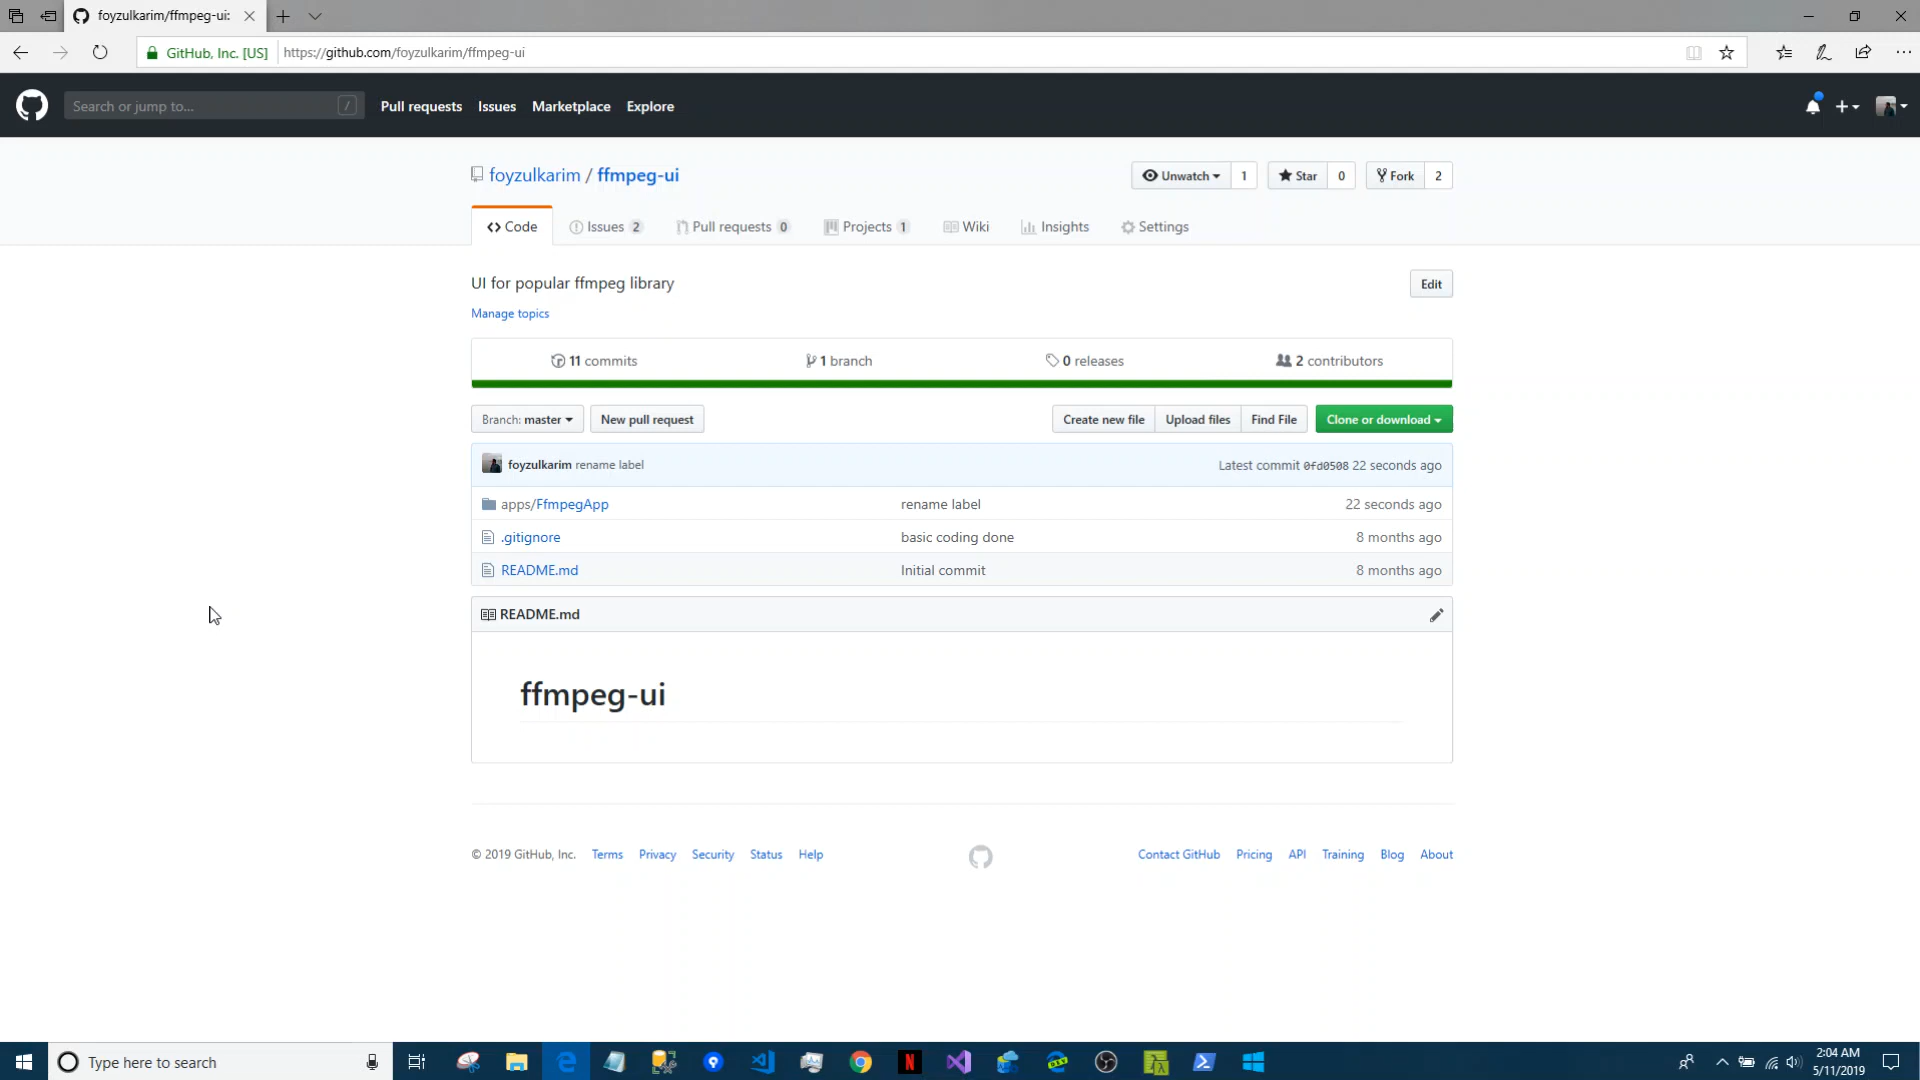 foyzulkarim/ffmpeg-ui:
GitHub, Inc. [US] https://github.com/foyzulkarim/ffmpeg-ui
Search or jump to... / Pull requests Issues Marketplace Explore
foyzulkarim / ffmpeg-ui Unwatch 1 Star 0 Fork 2
Code Issues 2 Pull requests 0 Projects 1 Wiki Insights Settings
UI for popular ffmpeg library Edit
Manage topics
11 commits 1 branch 0 releases 2 contributors
Branch: master New pull request Create new file Upload files Find File Clone or download
foyzulkarim rename label Latest commit 0fd0508 22 seconds ago
apps/FfmpegApp rename label 22 seconds ago
.gitignore basic coding done 8 months ago
README.md Initial commit 8 months ago
README.md
ffmpeg-ui
© 2019 GitHub, Inc. Terms Privacy Security Status Help Contact GitHub Pricing API Training Blog About
Type here to search
2:04 AM
5/11/2019